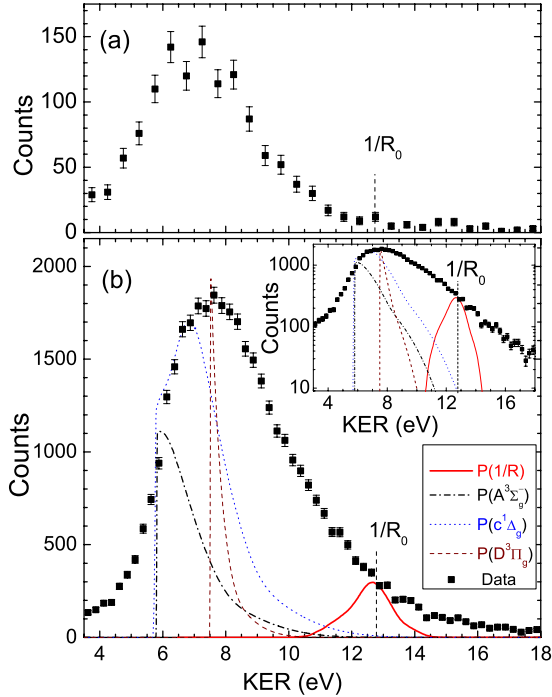 (a)
Counts
150
100
50
0
1/R₀
(b)
Counts
2000
1500
1000
500
0
1/R₀
Counts
1000
100
10
4 8 12 16
KER (eV)
1/R₀
P(1/R)
P(A³Σg⁻)
P(c¹Δg)
P(D³Πg)
Data
4 6 8 10 12 14 16 18
KER (eV)